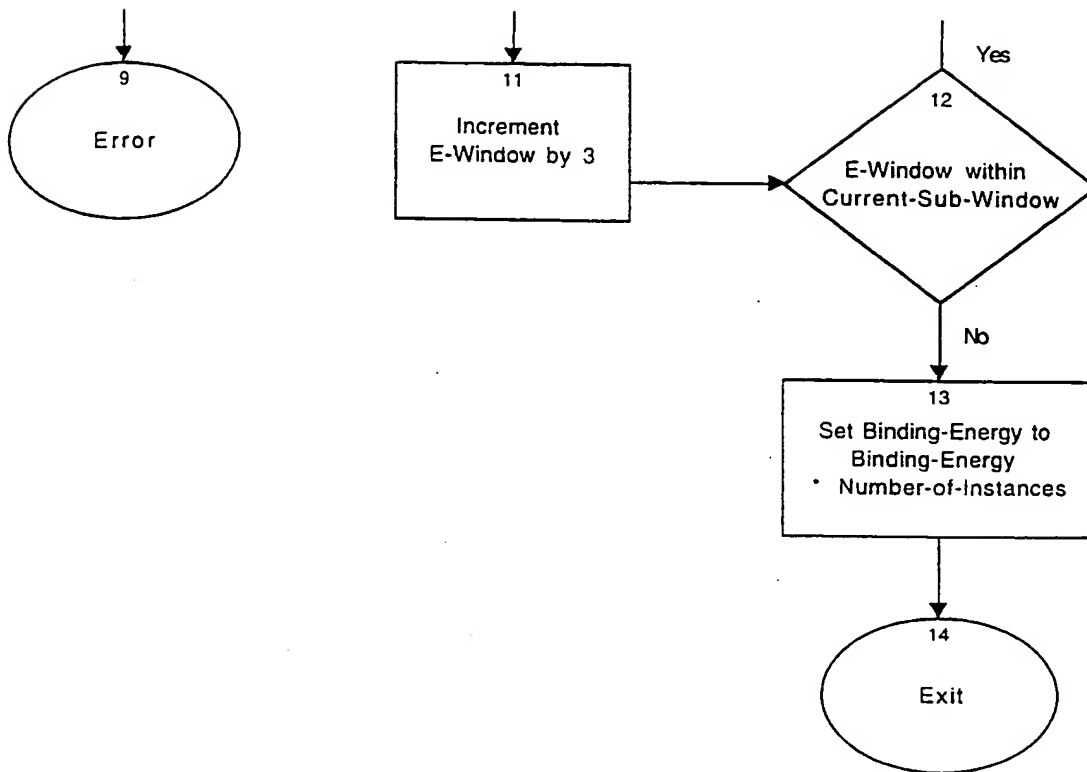 9
Error
11
Increment
E-Window by 3
Yes
12
E-Window within
Current-Sub-Window
No
13
Set Binding-Energy to
Binding-Energy
* Number-of-Instances
14
Exit